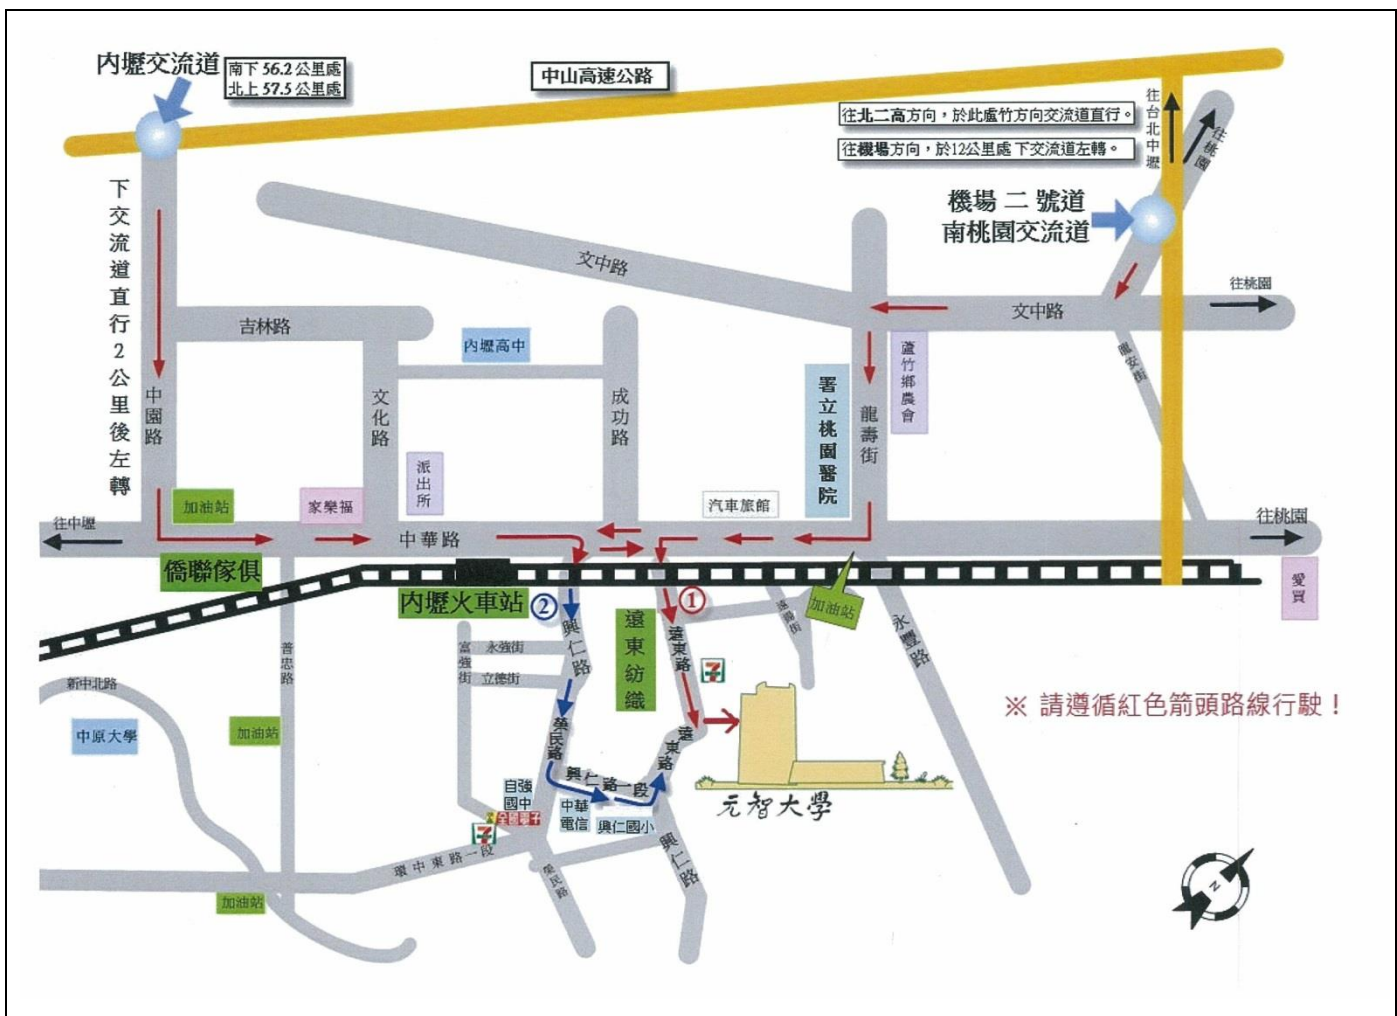 內壢交流道
南下 56.2 公里處
北上 57.5 公里處
中山高速公路
往北二高方向，於此處竹方向交流道直行。
往機場方向，於12公里處 下交流道左轉。
往台北中壢
往桃園
機場 二 號道
南桃園交流道
下交流道直行2公里後左轉
文中路
往桃園
文中路
吉林路
內壢高中
蘆竹鄉農會
龍安街
署立桃園醫院
中園路
文化路
成功路
龍壽街
派出所
加油站
家樂福
汽車旅館
往中壢
中華路
往桃園
僑聯傢俱
愛買
內壢火車站
②
①
加油站
遠東紡織
遠東路
興仁路
永豐路
普忠路
富強街
永強街
立德街
新中北路
中原大學
加油站
7
※ 請遵循紅色箭頭路線行駛！
榮民路
遠東路
興仁路一段
自強
國中
全國電子
中華
電信
興仁國小
元智大學
7
環中東路一段
榮民路
興仁路
加油站
N